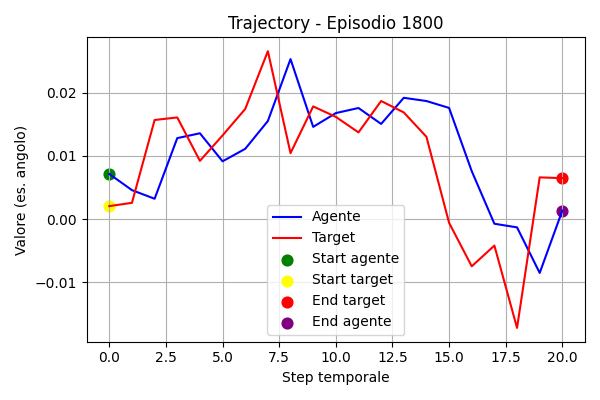 Trajectory - Episodio 1800
Valore (es. angolo)
0.02
0.01
0.00
−0.01
Agente
Target
Start agente
Start target
End target
End agente
0.0 2.5 5.0 7.5 10.0 12.5 15.0 17.5 20.0
Step temporale